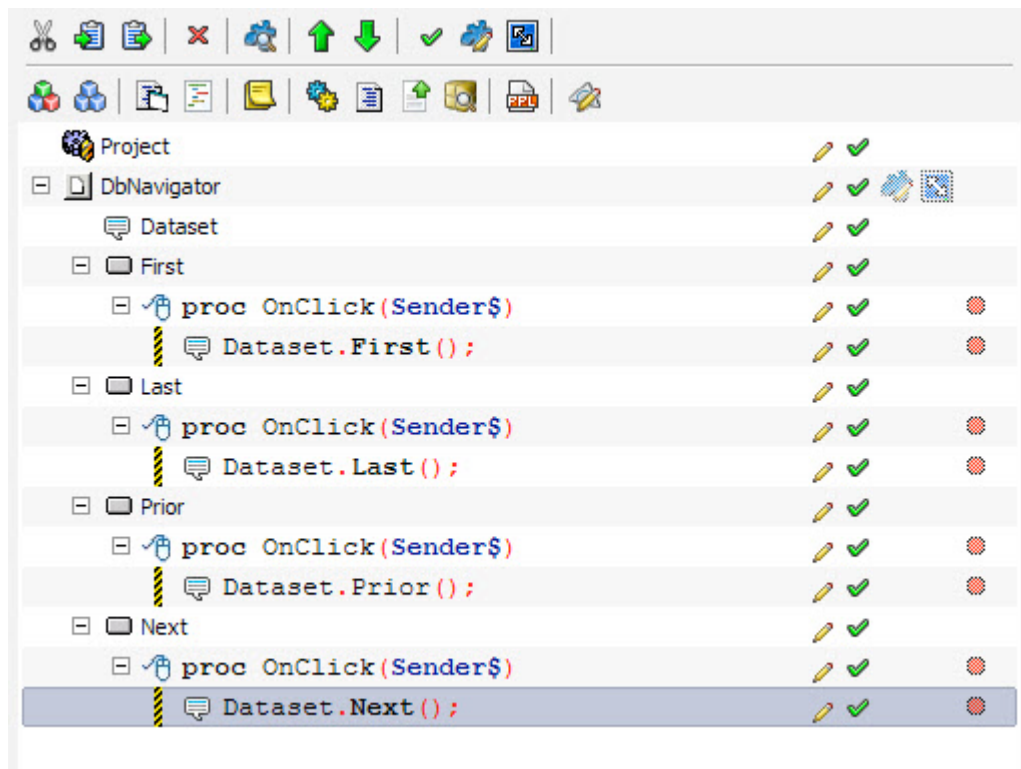 PPL
Project
DbNavigator
Dataset
First
proc OnClick(Sender$)
Dataset.First();
Last
proc OnClick(Sender$)
Dataset.Last();
Prior
proc OnClick(Sender$)
Dataset.Prior();
Next
proc OnClick(Sender$)
Dataset.Next();